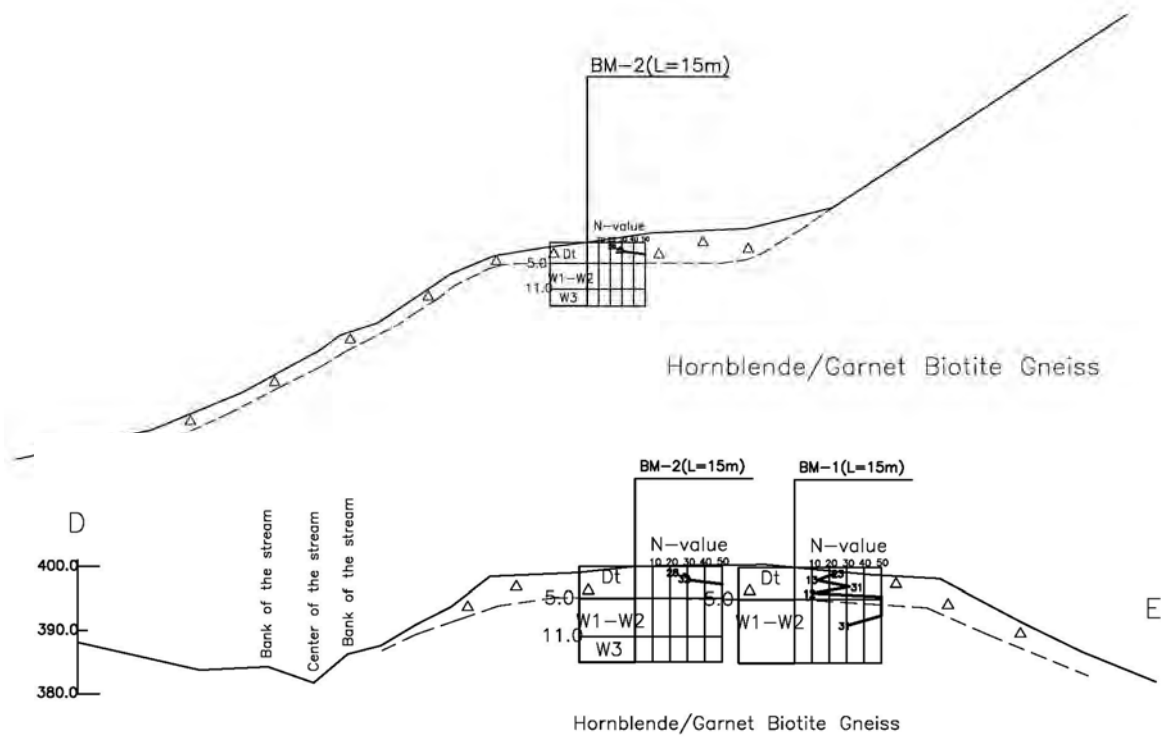 BM-2(L=15m)
N-value
Dt
5.0
W1-W2
11.0
W3
Hornblende/Garnet Biotite Gneiss
BM-2(L=15m)
BM-1(L=15m)
D
Bank of the stream
Center of the stream
Bank of the stream
N-value
N-value
400.0
10 20 30 40 50
10 20 30 40 50
Dt
28
Dt
13
23
31
12
5.0
5.0
390.0
E
W1-W2
W1-W2
31
11.0
W3
380.0
Hornblende/Garnet Biotite Gneiss